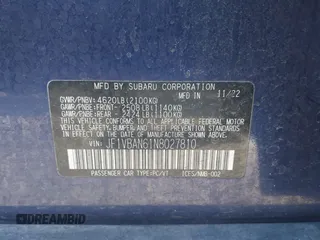 MFD. BY SUBARU CORPORATION
11/22
GVWR/PNBV: 4620LB (2100KG)
GAWR/PNBE: FRONT- 2508LB (1140KG)
GAWR/PNBE: REAR - 2424LB (1100KG)
THIS VEHICLE CONFORMS TO ALL APPLICABLE
FEDERAL MOTOR VEHICLE SAFETY, BUMPER,
AND THEFT PREVENTION STANDARDS IN
EFFECT ON THE DATE OF MANUFACTURE
SHOWN ABOVE.
VIN: JF1VBAN61N8027810
PASSENGER CAR TYPE:PC/VT
©AMERIBID